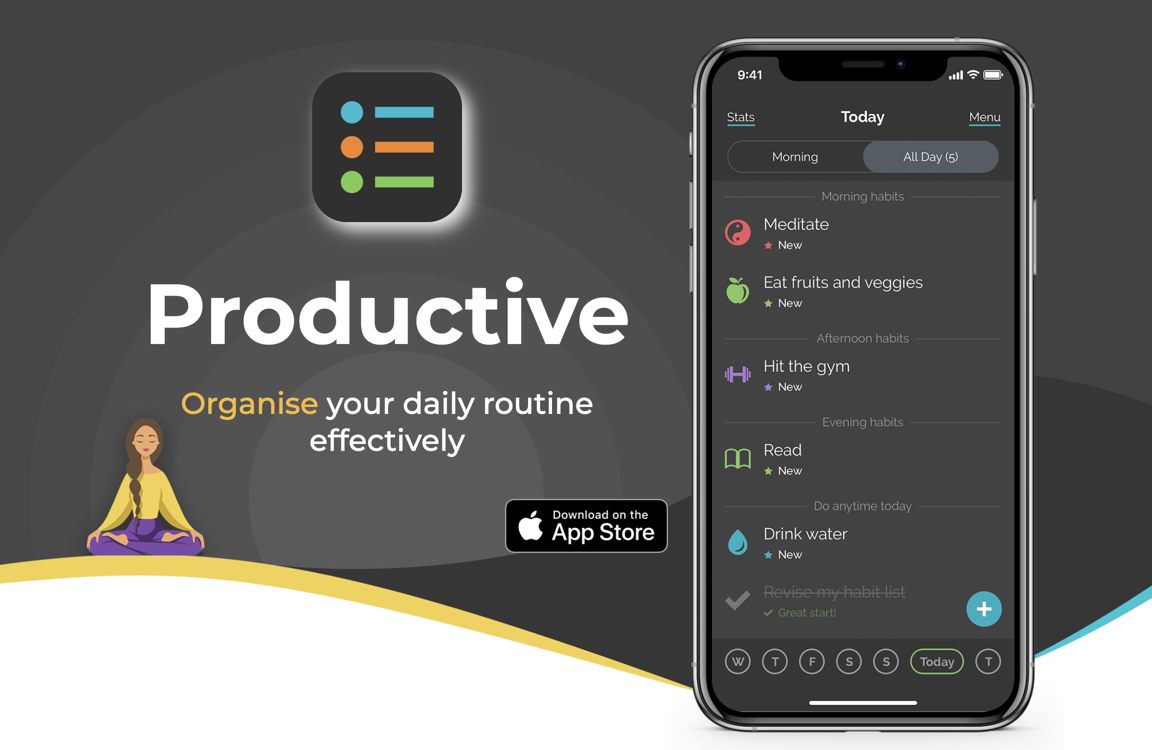 Productive
Organise your daily routine
effectively
Download on the
App Store
9:41
Stats
Today
Menu
Morning
All Day (5)
Morning habits
Meditate
New
Eat fruits and veggies
New
Afternoon habits
Hit the gym
New
Evening habits
Read
New
Do anytime today
Drink water
New
Revise my habit list
Great start!
W T F S S Today T